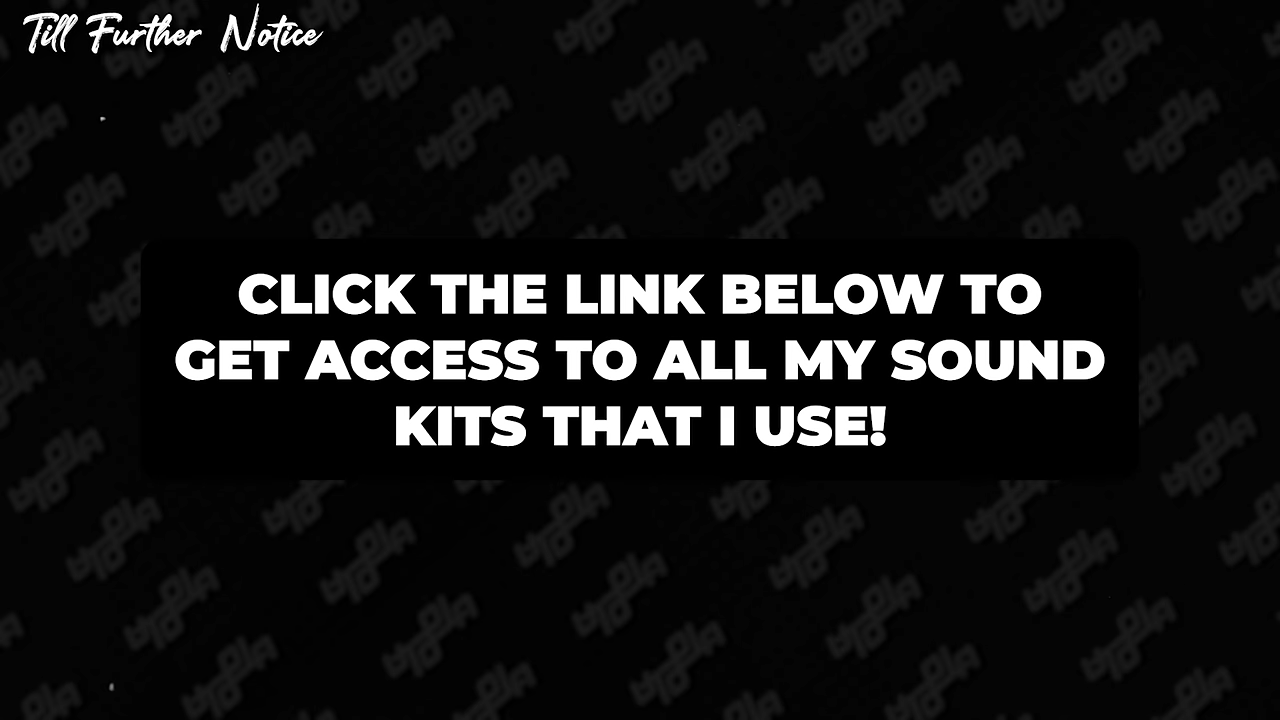 Till Further Notice
CLICK THE LINK BELOW TO
GET ACCESS TO ALL MY SOUND
KITS THAT I USE!